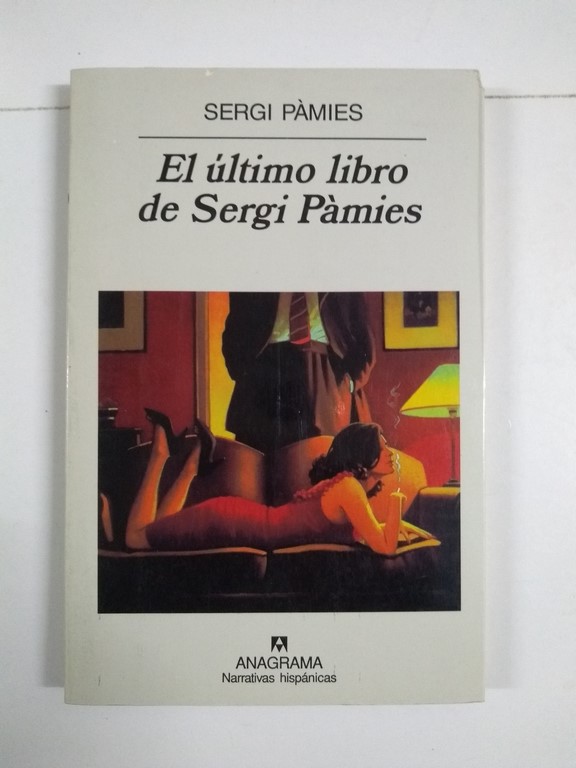 SERGI PÀMIES
El último libro
de Sergi Pàmies
ANAGRAMA
Narrativas hispánicas